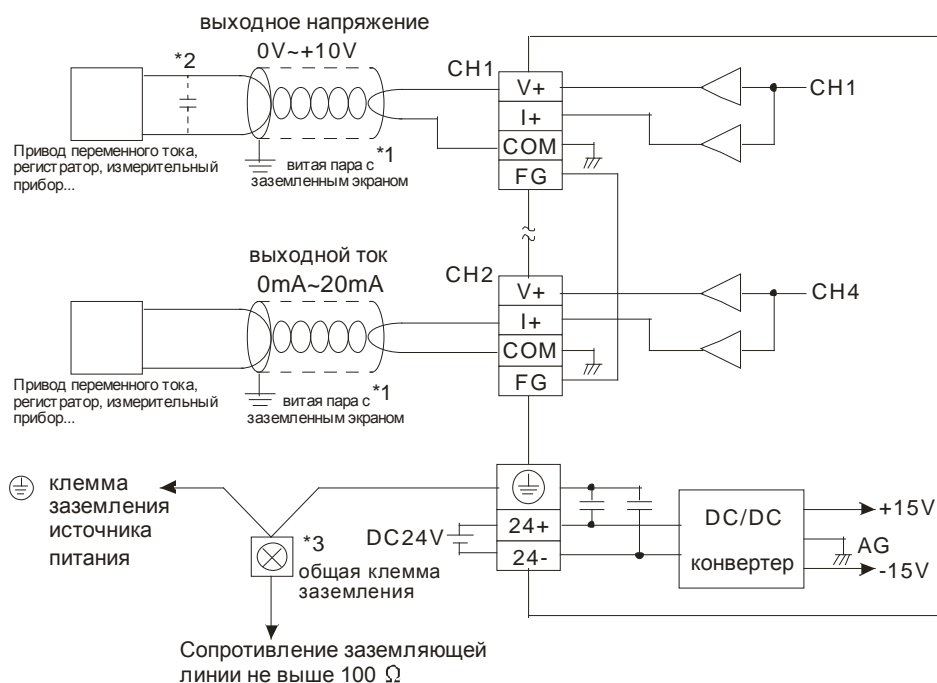 выходное напряжение
0V~+10V
*2
CH1
V+
I+
COM
FG
CH1
*1
витая пара с
заземленным экраном
Привод переменного тока,
регистратор, измерительный
прибор...
выходной ток
0mA~20mA
CH2
V+
I+
COM
FG
CH4
*1
витая пара с
заземленным экраном
Привод переменного тока,
регистратор, измерительный
прибор...
клемма
заземления
источника
питания
*3
общая клемма
заземления
DC24V
24+
24-
DC/DC
конвертер
+15V
AG
-15V
Сопротивление заземляющей
линии не выше 100 Ω